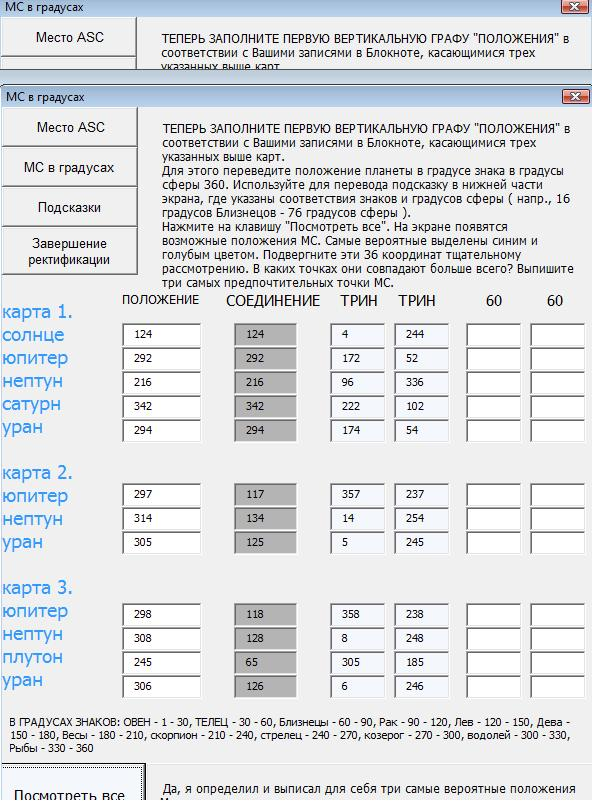 МС в градусах
Место ASC
ТЕПЕРЬ ЗАПОЛНИТЕ ПЕРВУЮ ВЕРТИКАЛЬНУЮ ГРАФУ "ПОЛОЖЕНИЯ" в
соответствии с Вашими записями в Блокноте, касающимися трех
указанных выше карт.
МС в градусах
Место ASC
МС в градусах
Подсказки
Завершение
ректификации
ТЕПЕРЬ ЗАПОЛНИТЕ ПЕРВУЮ ВЕРТИКАЛЬНУЮ ГРАФУ "ПОЛОЖЕНИЯ" в
соответствии с Вашими записями в Блокноте, касающимися трех
указанных выше карт.
Для этого переведите положение планеты в градусе знака в градусы
сферы 360. Используйте для перевода подсказку в нижней части
экрана, где указаны соответствия знаков и градусов сферы ( напр., 16
градусов Близнецов - 76 градусов сферы ).
Нажмите на клавишу "Посмотреть все". На экране появятся
возможные положения МС. Самые вероятные выделены синим и
голубым цветом. Подвергните эти 36 координат тщательному
рассмотрению. В каких точках они совпадают больше всего? Выпишите
три самых предпочтительных точки МС.
ПОЛОЖЕНИЕ СОЕДИНЕНИЕ ТРИН ТРИН 60 60
карта 1.
солнце 124 124 4 244
юпитер 292 292 172 52
нептун 216 216 96 336
сатурн 342 342 222 102
уран 294 294 174 54
карта 2.
юпитер 297 117 357 237
нептун 314 134 14 254
уран 305 125 5 245
карта 3.
юпитер 298 118 358 238
нептун 308 128 8 248
плутон 245 65 305 185
уран 306 126 6 246
В ГРАДУСАХ ЗНАКОВ: ОВЕН - 1 - 30, ТЕЛЕЦ - 30 - 60, Близнецы - 60 - 90, Рак - 90 - 120, Лев - 120 - 150, Дева -
150 - 180, Весы - 180 - 210, скорпион - 210 - 240, стрелец - 240 - 270, козерог - 270 - 300, водолей - 300 - 330,
Рыбы - 330 - 360
Посмотреть все
Да, я определил и выписал для себя три самые вероятные положения